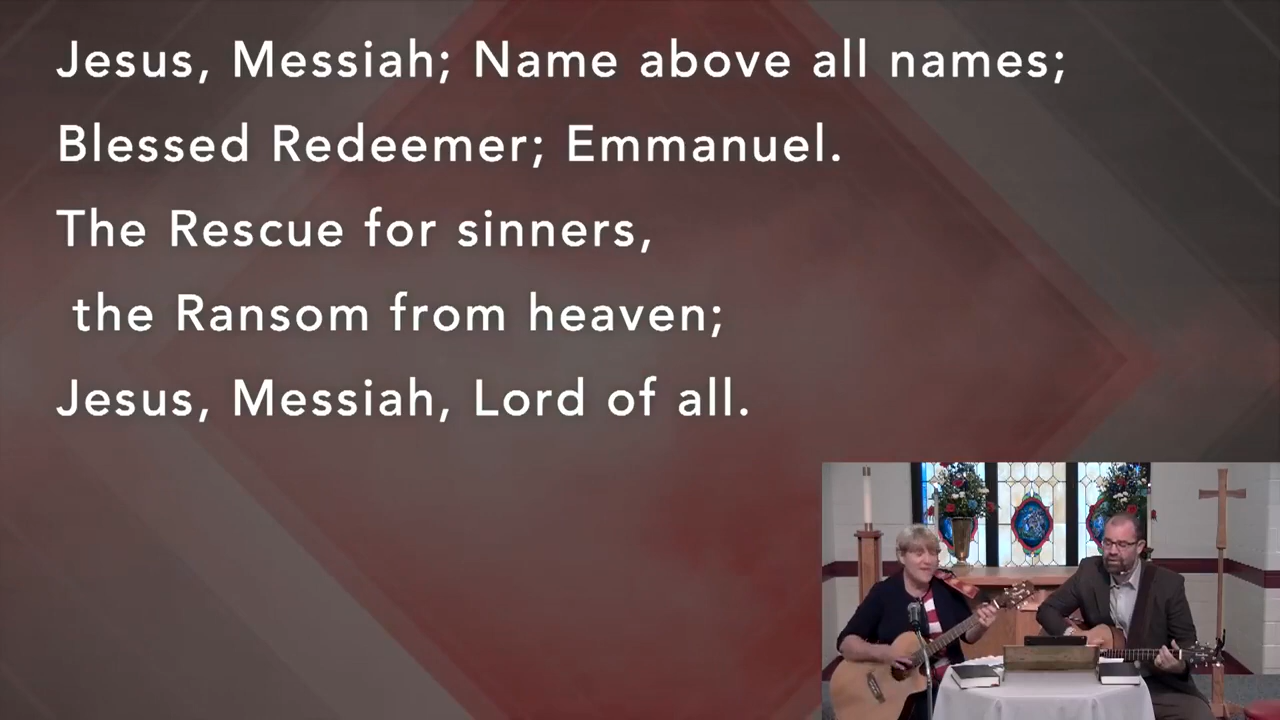 Jesus, Messiah; Name above all names;
Blessed Redeemer; Emmanuel.
The Rescue for sinners,
the Ransom from heaven;
Jesus, Messiah, Lord of all.